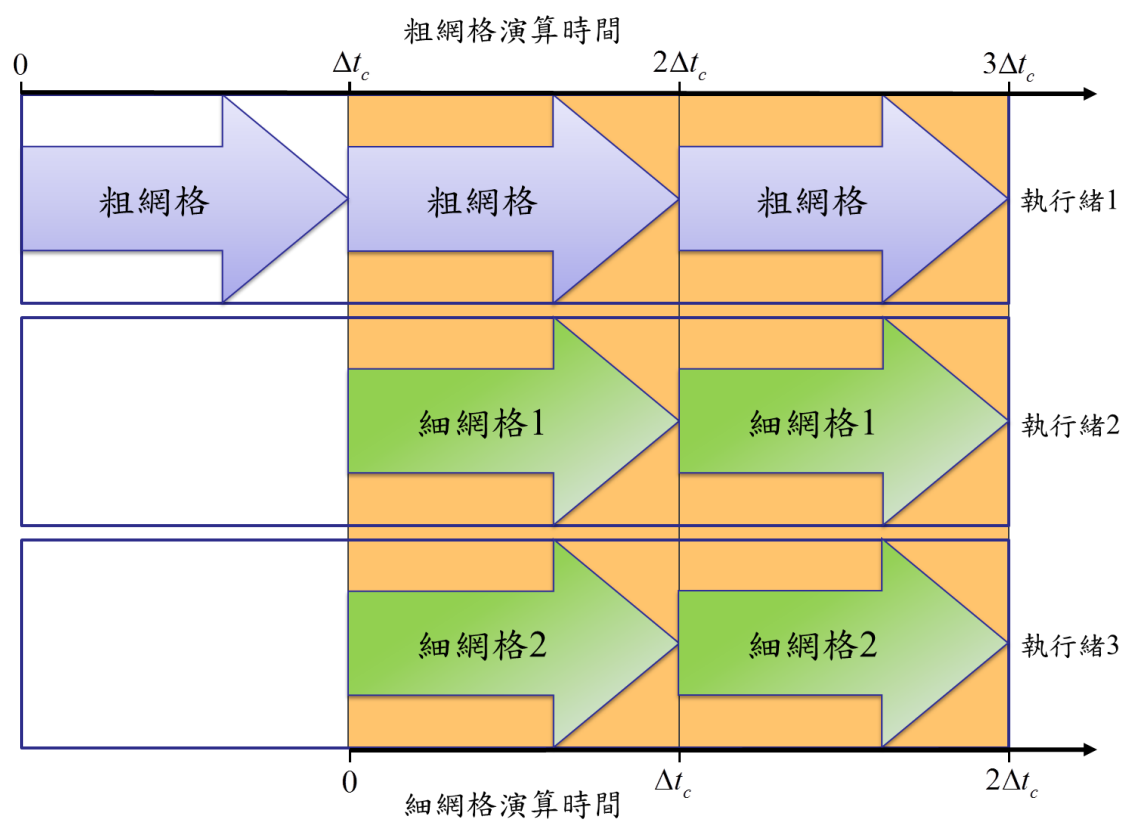 粗網格演算時間
0 Δt_c 2Δt_c 3Δt_c
粗網格 粗網格 粗網格 執行緒1
細網格1 細網格1 執行緒2
細網格2 細網格2 執行緒3
0 Δt_c 2Δt_c
細網格演算時間